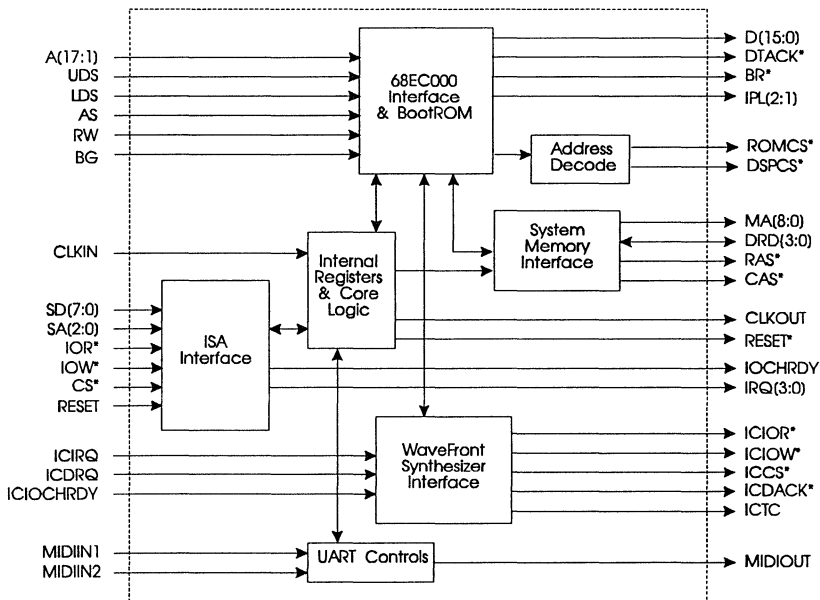 A(17:1)
UDS
LDS
AS
RW
BG
68EC000
Interface
& BootROM
D(15:0)
DTACK*
BR*
IPL(2:1)
Address
Decode
ROMCS*
DSPCS*
CLKIN
Internal
Registers
& Core
Logic
System
Memory
Interface
MA(8:0)
DRD(3:0)
RAS*
CAS*
SD(7:0)
SA(2:0)
IOR*
IOW*
CS*
RESET
ISA
Interface
CLKOUT
RESET*
IOCHRDY
IRQ(3:0)
ICIRQ
ICDRQ
ICIOCHRDY
WaveFront
Synthesizer
Interface
ICIOR*
ICIOW*
ICCS*
ICDACK*
ICTC
MIDIIN1
MIDIIN2
UART Controls
MIDIOUT